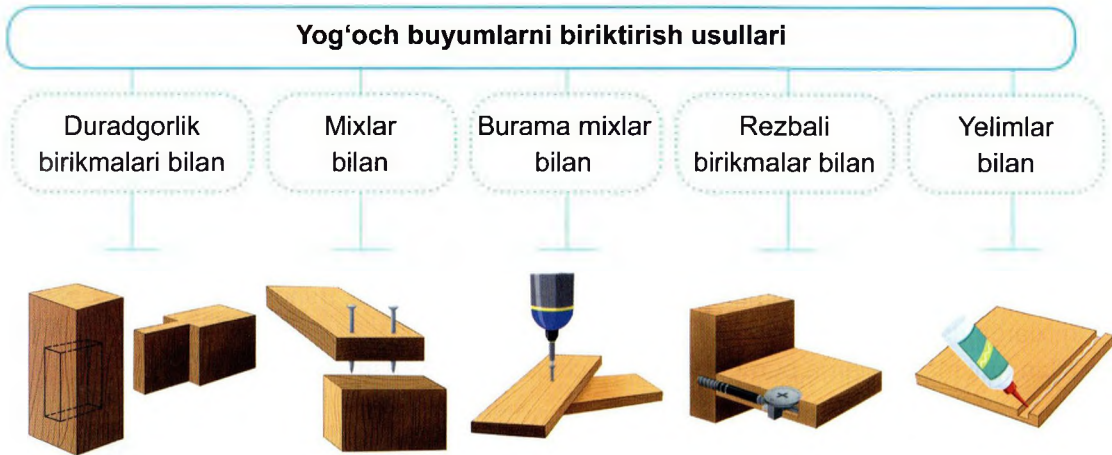 Yog‘och buyumlarni biriktirish usullari
Duradgorlik
birikmalari bilan
Mixlar
bilan
Burama mixlar
bilan
Rezbali
birikmalar bilan
Yelimlar
bilan